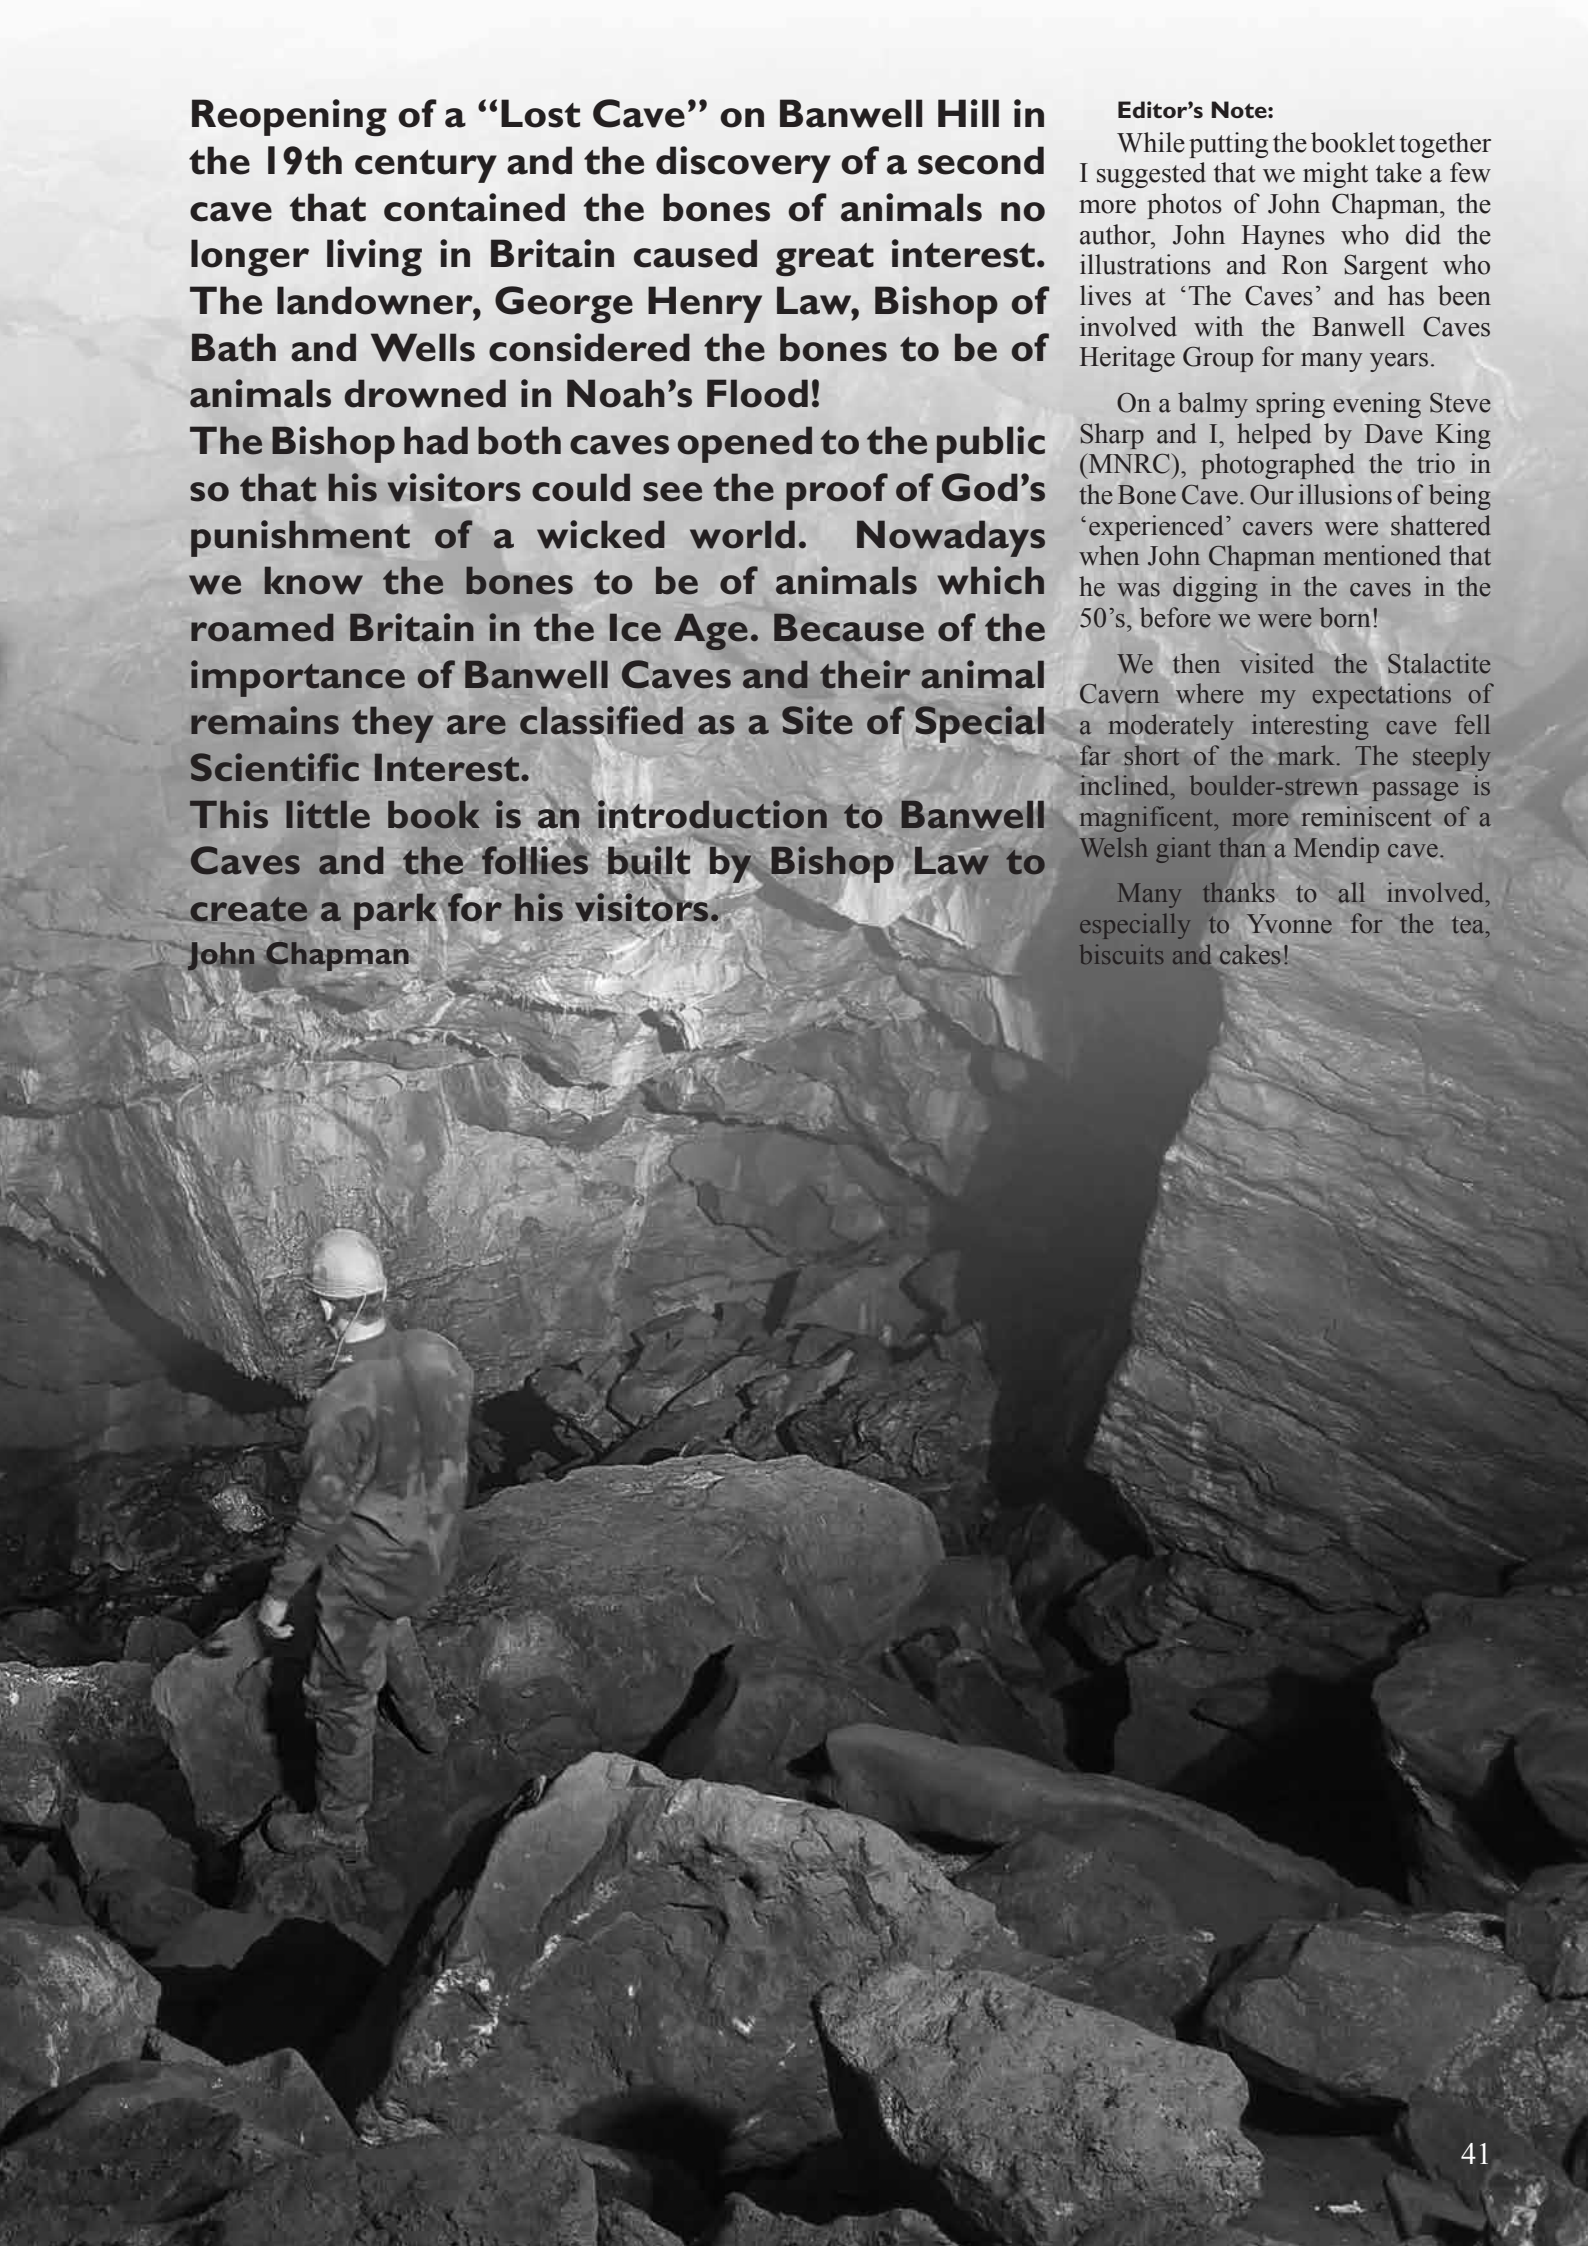 Reopening of a “Lost Cave” on Banwell Hill in
the 19th century and the discovery of a second
cave that contained the bones of animals no
longer living in Britain caused great interest.
The landowner, George Henry Law, Bishop of
Bath and Wells considered the bones to be of
animals drowned in Noah’s Flood!
The Bishop had both caves opened to the public
so that his visitors could see the proof of God’s
punishment of a wicked world. Nowadays
we know the bones to be of animals which
roamed Britain in the Ice Age. Because of the
importance of Banwell Caves and their animal
remains they are classified as a Site of Special
Scientific Interest.
This little book is an introduction to Banwell
Caves and the follies built by Bishop Law to
create a park for his visitors.
John Chapman
Editor’s Note:
While putting the booklet together
I suggested that we might take a few
more photos of John Chapman, the
author, John Haynes who did the
illustrations and Ron Sargent who
lives at ‘The Caves’ and has been
involved with the Banwell Caves
Heritage Group for many years.
On a balmy spring evening Steve
Sharp and I, helped by Dave King
(MNRC), photographed the trio in
the Bone Cave. Our illusions of being
‘experienced’ cavers were shattered
when John Chapman mentioned that
he was digging in the caves in the
50’s, before we were born!
We then visited the Stalactite
Cavern where my expectations of
a moderately interesting cave fell
far short of the mark. The steeply
inclined, boulder-strewn passage is
magnificent, more reminiscent of a
Welsh giant than a Mendip cave.
Many thanks to all involved,
especially to Yvonne for the tea,
biscuits and cakes!
41